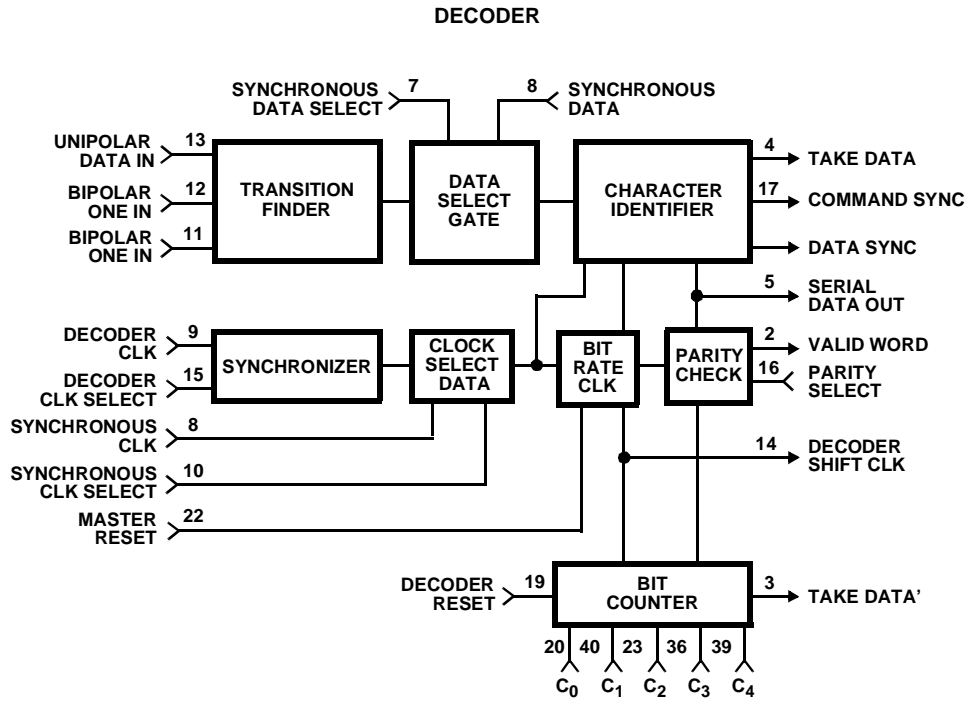 DECODER
SYNCHRONOUS
DATA SELECT
7
8
SYNCHRONOUS
DATA
UNIPOLAR
DATA IN
13
BIPOLAR
ONE IN
12
BIPOLAR
ONE IN
11
TRANSITION
FINDER
DATA
SELECT
GATE
CHARACTER
IDENTIFIER
4
TAKE DATA
17
COMMAND SYNC
DATA SYNC
5
SERIAL
DATA OUT
DECODER
CLK
9
DECODER
CLK SELECT
15
SYNCHRONIZER
CLOCK
SELECT
DATA
BIT
RATE
CLK
PARITY
CHECK
2
VALID WORD
16
PARITY
SELECT
SYNCHRONOUS
CLK
8
SYNCHRONOUS
CLK SELECT
10
14
DECODER
SHIFT CLK
MASTER
RESET
22
DECODER
RESET
19
BIT
COUNTER
3
TAKE DATA'
20 40 23 36 39
C0 C1 C2 C3 C4